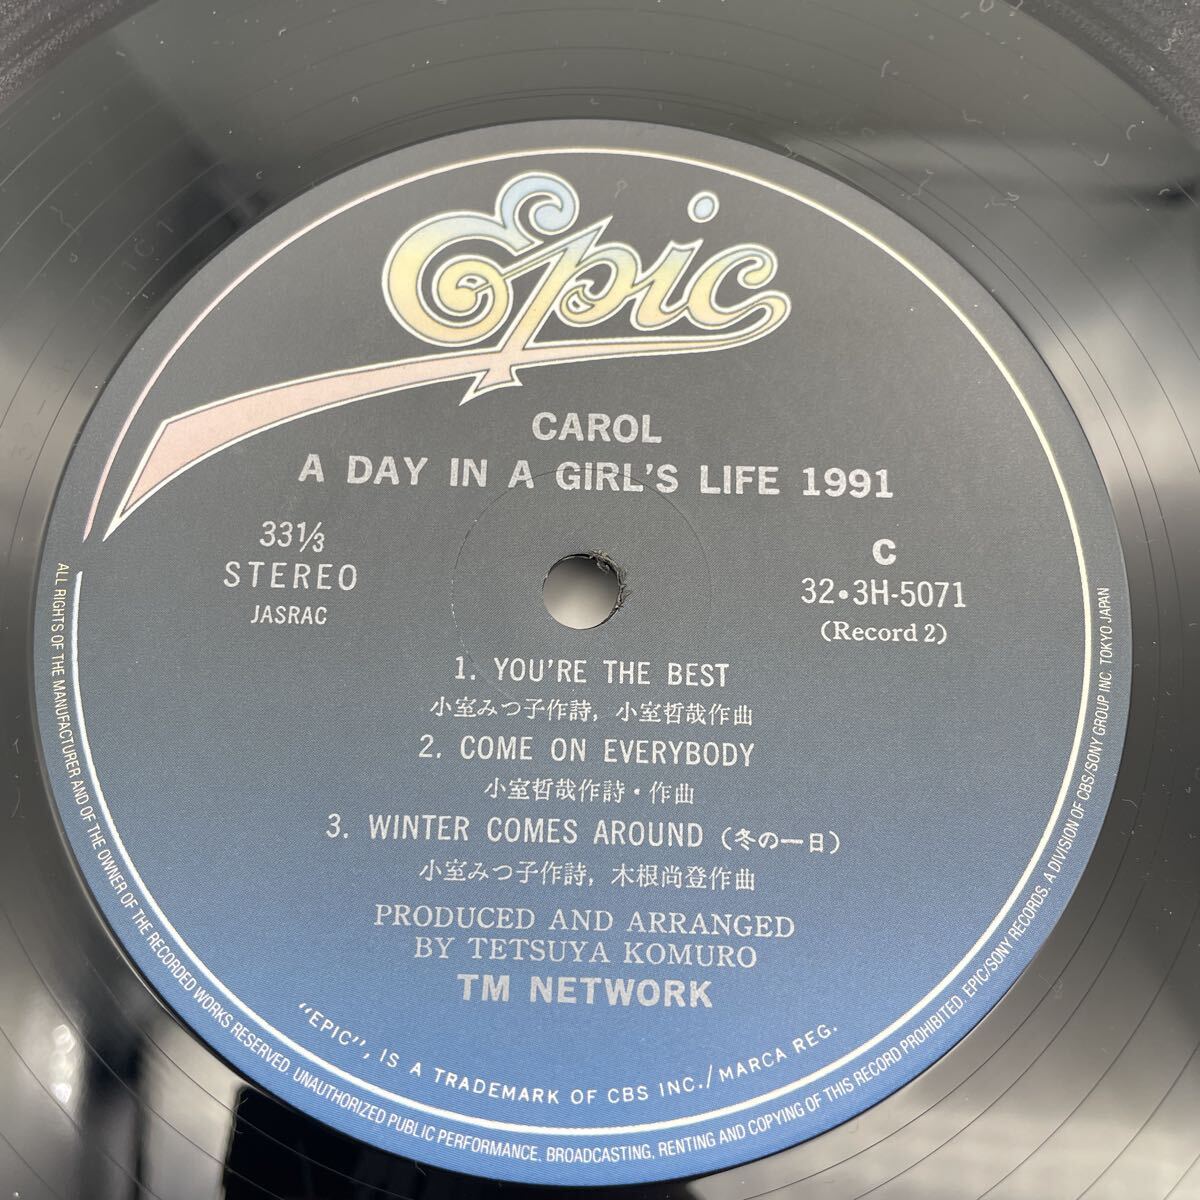 Epic
CAROL
A DAY IN A GIRL'S LIFE 1991
33⅓
STEREO
JASRAC
C
32・3H-5071
(Record 2)
1. YOU'RE THE BEST
小室みつ子作詩, 小室哲哉作曲
2. COME ON EVERYBODY
小室哲哉作詩・作曲
3. WINTER COMES AROUND (冬の一日)
小室みつ子作詩, 木根尚登作曲
PRODUCED AND ARRANGED
BY TETSUYA KOMURO
TM NETWORK
"EPIC", IS A TRADEMARK OF CBS INC./MARCA REG.
ALL RIGHTS OF THE MANUFACTURER AND OF THE OWNER OF THE RECORDED WORKS RESERVED. UNAUTHORIZED PUBLIC PERFORMANCE. BROADCASTING, RENTING AND COPYING OF THIS RECORD PROHIBITED. EPIC/SONY RECORDS. A DIVISION OF CBS/SONY GROUP INC. TOKYO JAPAN